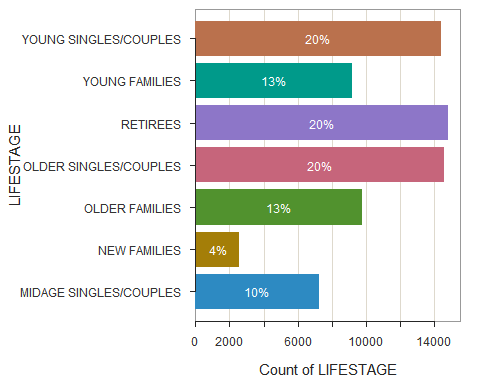 YOUNG SINGLES/COUPLES 20%
YOUNG FAMILIES 13%
RETIREES 20%
OLDER SINGLES/COUPLES 20%
OLDER FAMILIES 13%
NEW FAMILIES 4%
MIDAGE SINGLES/COUPLES 10%
LIFESTAGE
0 2000 6000 10000 14000
Count of LIFESTAGE